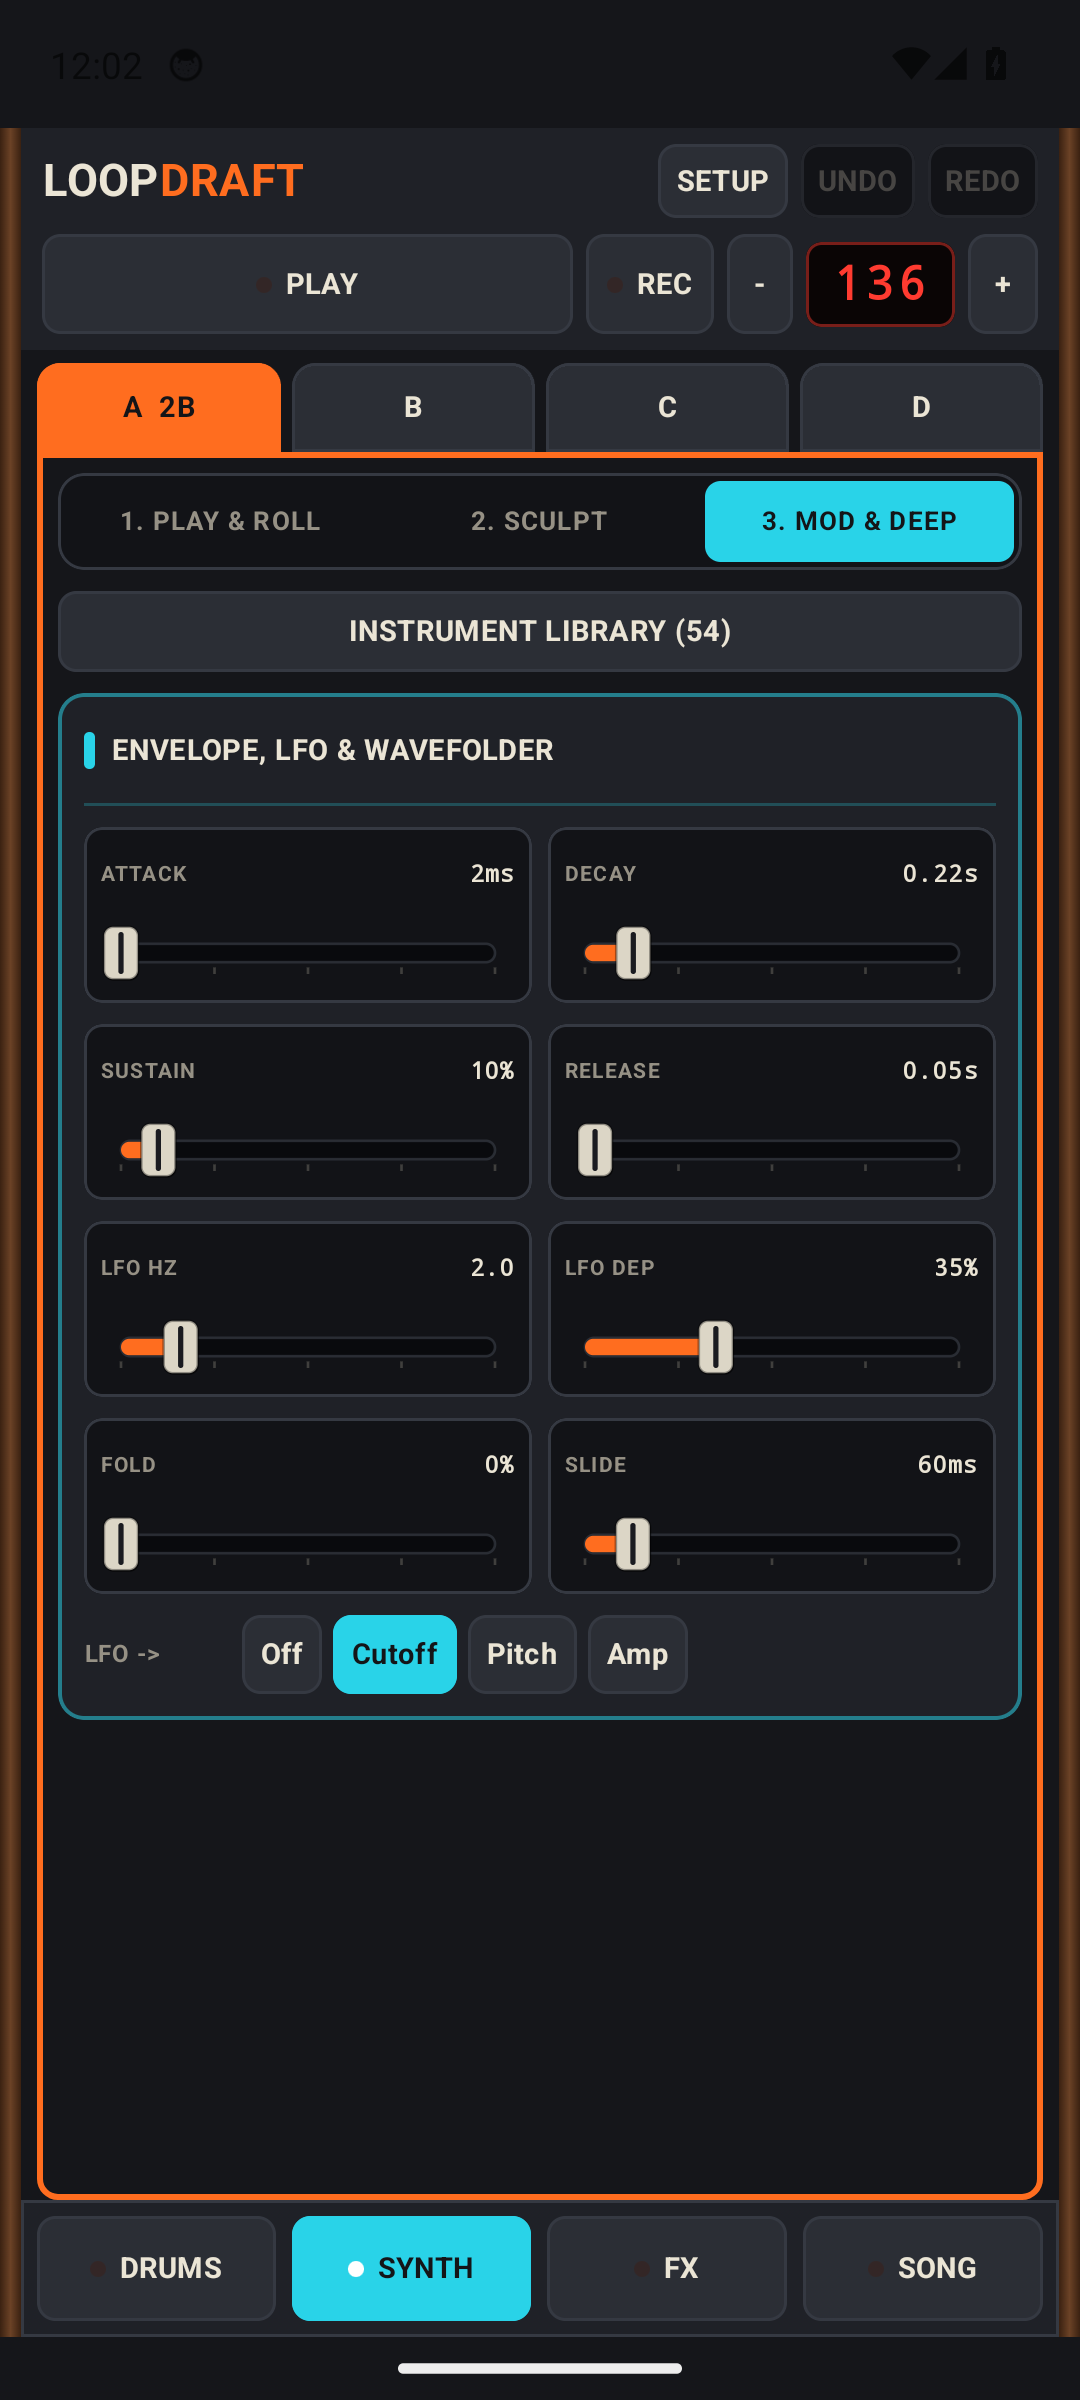 12:02
LOOPDRAFT SETUP UNDO REDO
PLAY REC - 136 +
A 2B B C D
1. PLAY & ROLL 2. SCULPT 3. MOD & DEEP
INSTRUMENT LIBRARY (54)
ENVELOPE, LFO & WAVEFOLDER
ATTACK 2ms DECAY 0.22s
SUSTAIN 10% RELEASE 0.05s
LFO HZ 2.0 LFO DEP 35%
FOLD 0% SLIDE 60ms
LFO -> Off Cutoff Pitch Amp
DRUMS SYNTH FX SONG